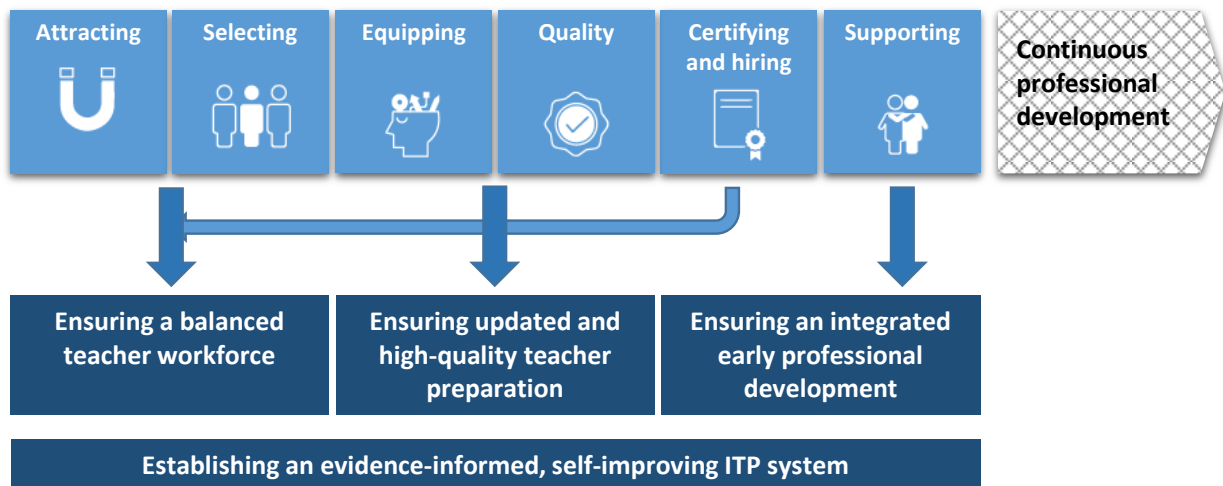 Attracting
Selecting
Equipping
Quality
Certifying
and hiring
Supporting
Continuous
professional
development
Ensuring a balanced
teacher workforce
Ensuring updated and
high-quality teacher
preparation
Ensuring an integrated
early professional
development
Establishing an evidence-informed, self-improving ITP system